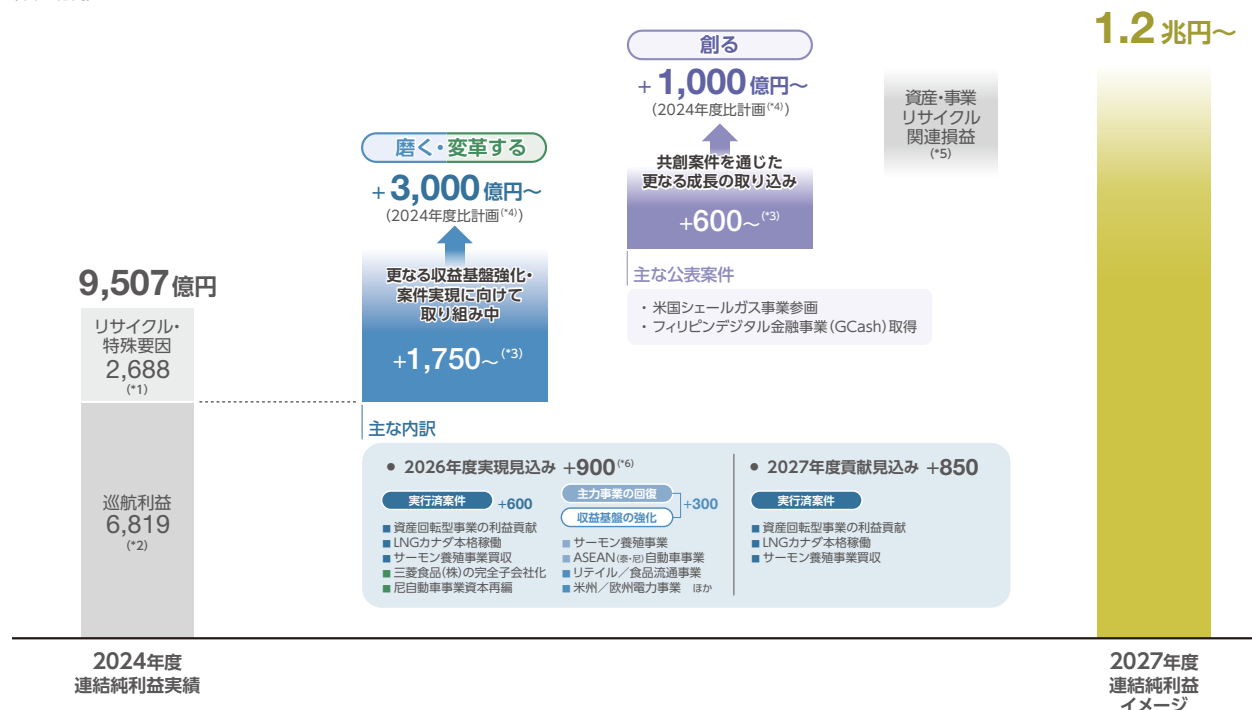 1.2 兆円～
創る
+ 1,000 億円～
(2024年度比計画(*4))
共創案件を通じた
更なる成長の取り込み
+600～(*3)
資産・事業
リサイクル
関連損益
(*5)
磨く・変革する
+ 3,000 億円～
(2024年度比計画(*4))
更なる収益基盤強化・
案件実現に向けて
取り組み中
+1,750～(*3)
主な公表案件
・ 米国シェールガス事業参画
・ フィリピンデジタル金融事業(GCash)取得
9,507億円
リサイクル・
特殊要因
2,688
(*1)
巡航利益
6,819
(*2)
主な内訳
● 2026年度実現見込み +900(*6)
実行済案件 +600
■ 資産回転型事業の利益貢献
■ LNGカナダ本格稼働
■ サーモン養殖事業買収
■ 三菱食品(株)の完全子会社化
■ 尼自動車事業資本再編
主力事業の回復
収益基盤の強化
+300
■ サーモン養殖事業
■ ASEAN(泰・尼)自動車事業
■ リテイル／食品流通事業
■ 米州／欧州電力事業 ほか
● 2027年度貢献見込み +850
実行済案件
■ 資産回転型事業の利益貢献
■ LNGカナダ本格稼働
■ サーモン養殖事業買収
2024年度
連結純利益実績
2027年度
連結純利益
イメージ